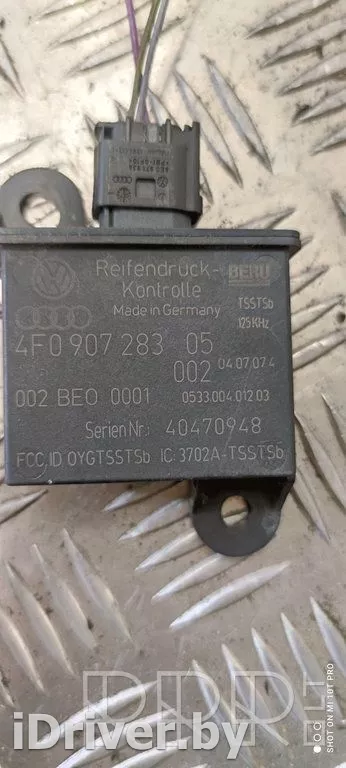 Reifendruck-
Kontrolle
Made in Germany
BERU
TSSTSb
125KHz
4F0 907 283 05
002 04.07.07 4
002 BE0 0001 0533.004.012 03
Serien Nr.: 40470948
FCC ID OYGTSSTSb IC: 3702A-TSSTSb
SHOT ON MI 10T PRO
iDriver.by